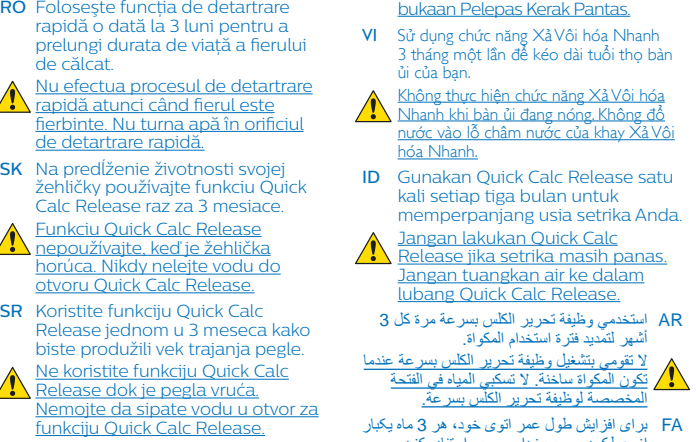 RO Foloseşte funcţia de detartrare
rapidă o dată la 3 luni pentru a
prelungi durata de viaţă a fierului
de călcat.
Nu efectua procesul de detartrare
rapidă atunci când fierul este
fierbinte. Nu turna apă în orificiul
de detartrare rapidă.
SK Na predĺženie životnosti svojej
žehličky používajte funkciu Quick
Calc Release raz za 3 mesiace.
Funkciu Quick Calc Release
nepoužívajte, keď je žehlička
horúca. Nikdy nelejte vodu do
otvoru Quick Calc Release.
SR Koristite funkciju Quick Calc
Release jednom u 3 meseca kako
biste produžili vek trajanja pegle.
Ne koristite funkciju Quick Calc
Release dok je pegla vruća.
Nemojte da sipate vodu u otvor za
funkciju Quick Calc Release.
bukaan Pelepas Kerak Pantas.
VI Sử dụng chức năng Xả Vôi hóa Nhanh
3 tháng một lần để kéo dài tuổi thọ bàn
ủi của bạn.
Không thực hiện chức năng Xả Vôi hóa
Nhanh khi bàn ủi đang nóng. Không đổ
nước vào lỗ châm nước của khay Xả Vôi
hóa Nhanh.
ID Gunakan Quick Calc Release satu
kali setiap tiga bulan untuk
memperpanjang usia setrika Anda.
Jangan lakukan Quick Calc
Release jika setrika masih panas.
Jangan tuangkan air ke dalam
lubang Quick Calc Release.
AR استخدمي وظيفة تحرير الكلس بسرعة مرة كل 3
أشهر لتمديد فترة استخدام المكواة.
لا تقومي بتشغيل وظيفة تحرير الكلس بسرعة عندما
تكون المكواة ساخنة. لا تسكبي المياه في الفتحة
المخصصة لوظيفة تحرير الكلس بسرعة.
FA برای افزایش طول عمر اتوی خود، هر 3 ماه یکبار